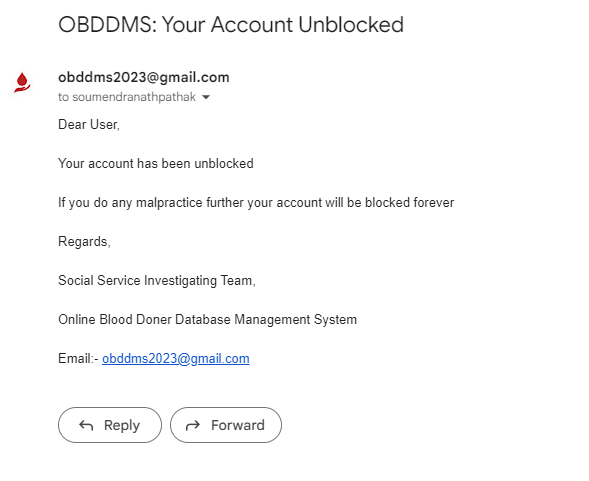 OBDDMS: Your Account Unblocked
obddms2023@gmail.com
to soumendranathpathak
Dear User,
Your account has been unblocked
If you do any malpractice further your account will be blocked forever
Regards,
Social Service Investigating Team,
Online Blood Doner Database Management System
Email:- obddms2023@gmail.com
Reply Forward